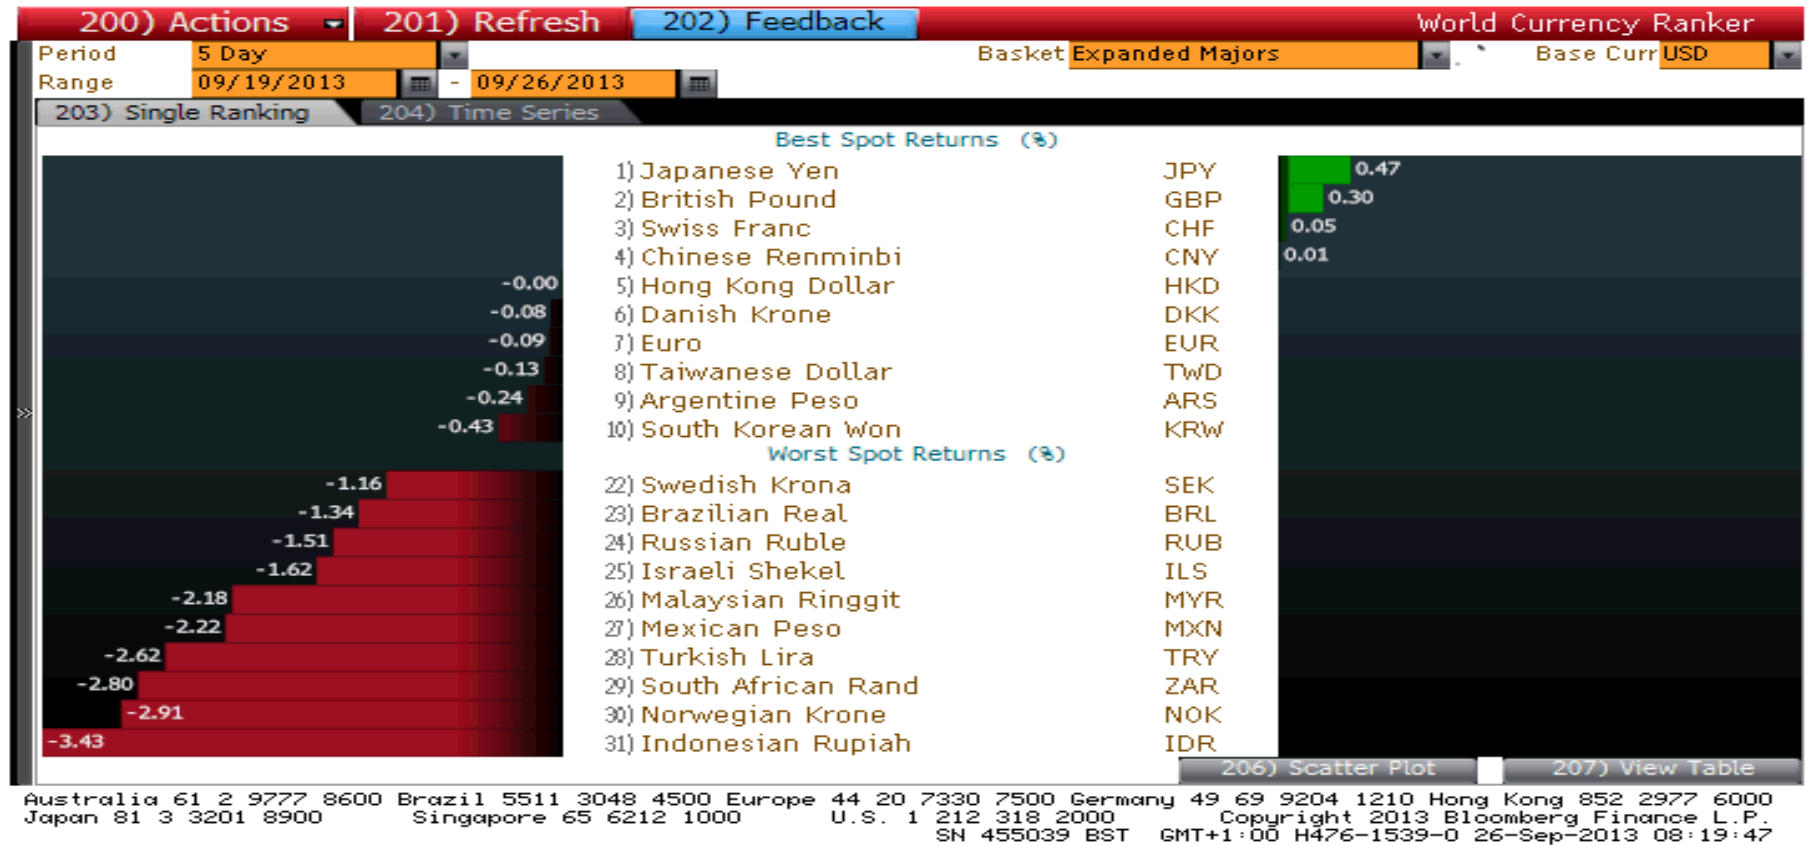 200) Actions 201) Refresh 202) Feedback World Currency Ranker
Period 5 Day Basket Expanded Majors Base Curr USD
Range 09/19/2013 - 09/26/2013
203) Single Ranking 204) Time Series
Best Spot Returns (%)
1) Japanese Yen JPY 0.47
2) British Pound GBP 0.30
3) Swiss Franc CHF 0.05
4) Chinese Renminbi CNY 0.01
-0.00 5) Hong Kong Dollar HKD
-0.08 6) Danish Krone DKK
-0.09 7) Euro EUR
-0.13 8) Taiwanese Dollar TWD
-0.24 9) Argentine Peso ARS
-0.43 10) South Korean Won KRW
Worst Spot Returns (%)
-1.16 22) Swedish Krona SEK
-1.34 23) Brazilian Real BRL
-1.51 24) Russian Ruble RUB
-1.62 25) Israeli Shekel ILS
-2.18 26) Malaysian Ringgit MYR
-2.22 27) Mexican Peso MXN
-2.62 28) Turkish Lira TRY
-2.80 29) South African Rand ZAR
-2.91 30) Norwegian Krone NOK
-3.43 31) Indonesian Rupiah IDR
206) Scatter Plot 207) View Table
Australia 61 2 9777 8600 Brazil 5511 3048 4500 Europe 44 20 7330 7500 Germany 49 69 9204 1210 Hong Kong 852 2977 6000
Japan 81 3 3201 8900 Singapore 65 6212 1000 U.S. 1 212 318 2000 Copyright 2013 Bloomberg Finance L.P.
SN 455039 BST GMT+1:00 H476-1539-0 26-Sep-2013 08:19:47